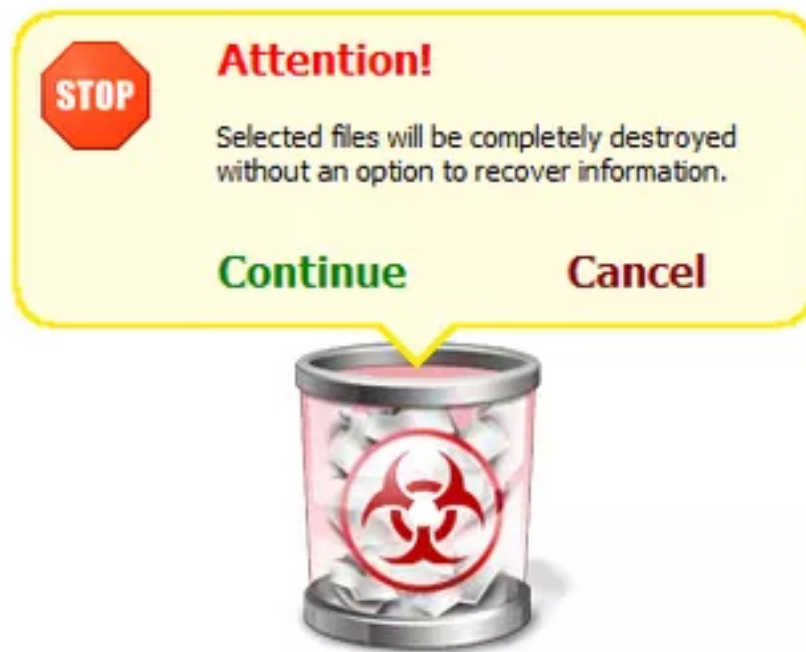 STOP
Attention!
Selected files will be completely destroyed
without an option to recover information.
Continue Cancel